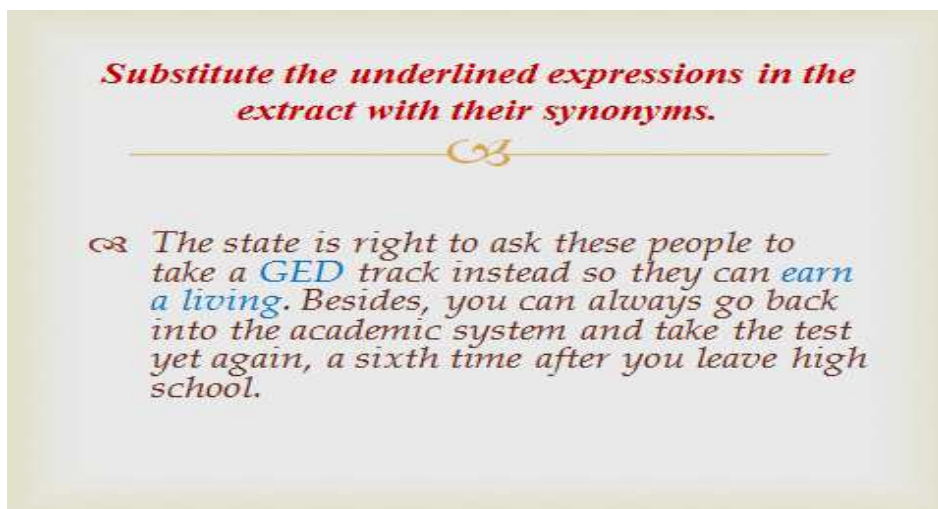 Substitute the underlined expressions in the
extract with their synonyms.
The state is right to ask these people to
take a GED track instead so they can earn
a living. Besides, you can always go back
into the academic system and take the test
yet again, a sixth time after you leave high
school.